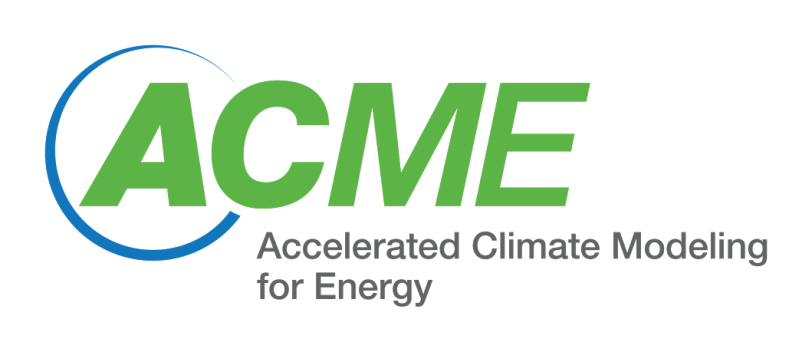 ACME
Accelerated Climate Modeling
for Energy